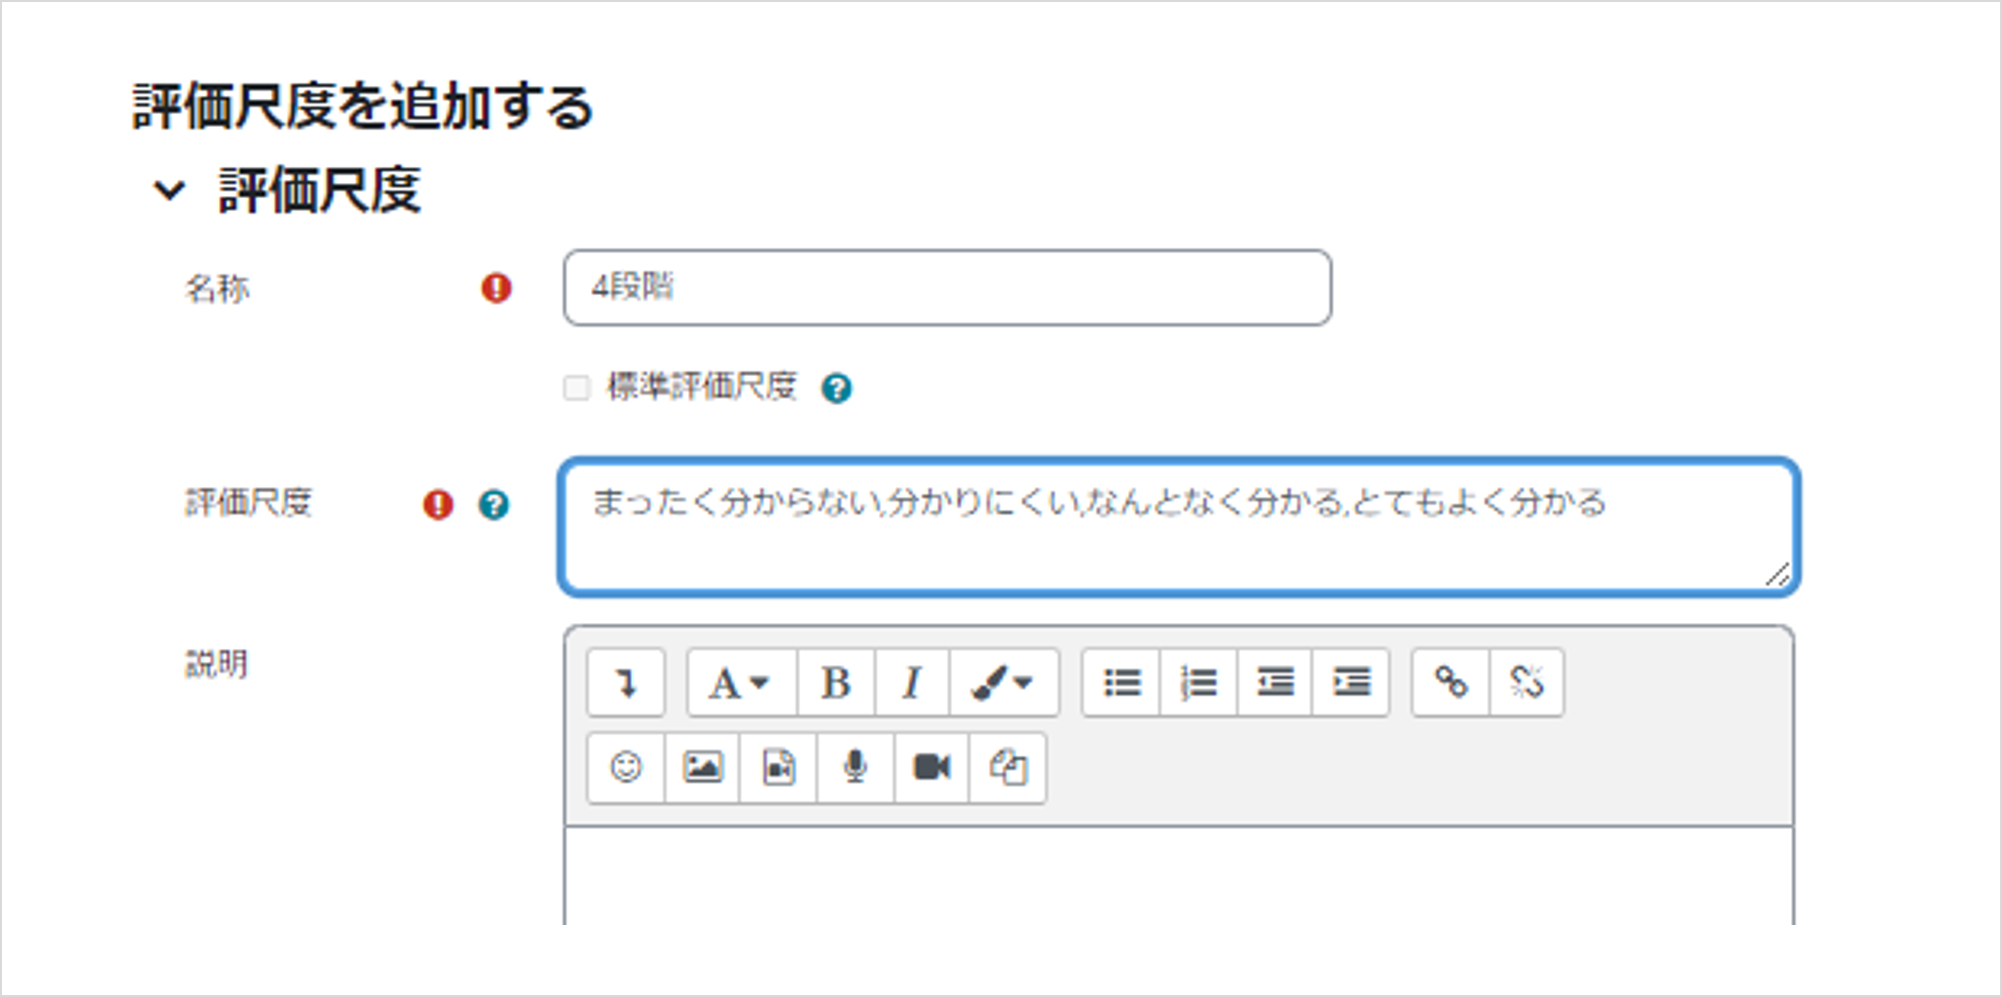 評価尺度を追加する
評価尺度
名称
4段階
標準評価尺度
評価尺度
まったく分からない,分かりにくい,なんとなく分かる,とてもよく分かる
説明